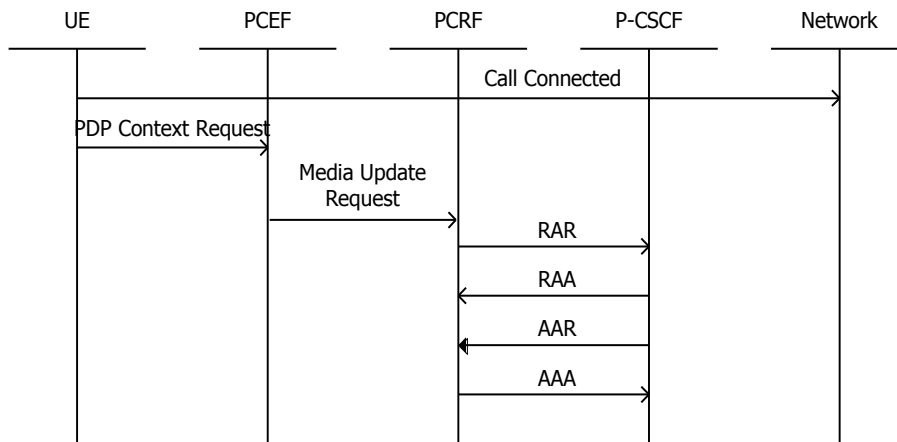 UE
PCEF
PCRF
P-CSCF
Network
Call Connected
PDP Context Request
Media Update
Request
RAR
RAA
AAR
AAA